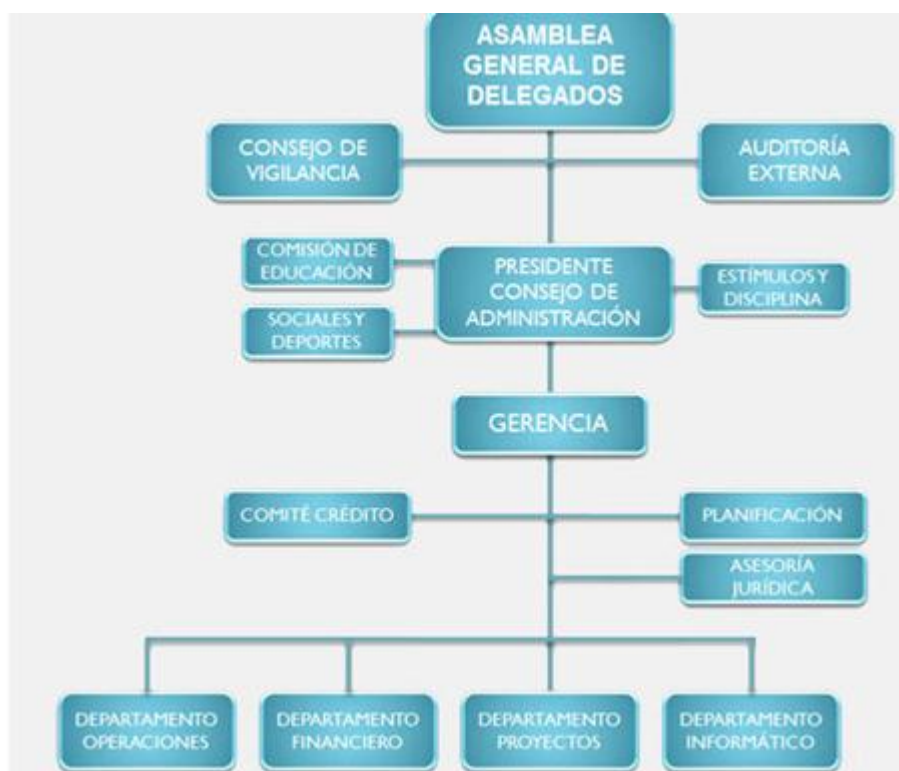 ASAMBLEA
GENERAL DE
DELEGADOS
CONSEJO DE
VIGILANCIA
AUDITORÍA
EXTERNA
COMISIÓN DE
EDUCACIÓN
PRESIDENTE
CONSEJO DE
ADMINISTRACIÓN
ESTÍMULOS Y
DISCIPLINA
SOCIALES Y
DEPORTES
GERENCIA
COMITÉ CRÉDITO
PLANIFICACIÓN
ASESORÍA
JURÍDICA
DEPARTAMENTO
OPERACIONES
DEPARTAMENTO
FINANCIERO
DEPARTAMENTO
PROYECTOS
DEPARTAMENTO
INFORMÁTICO